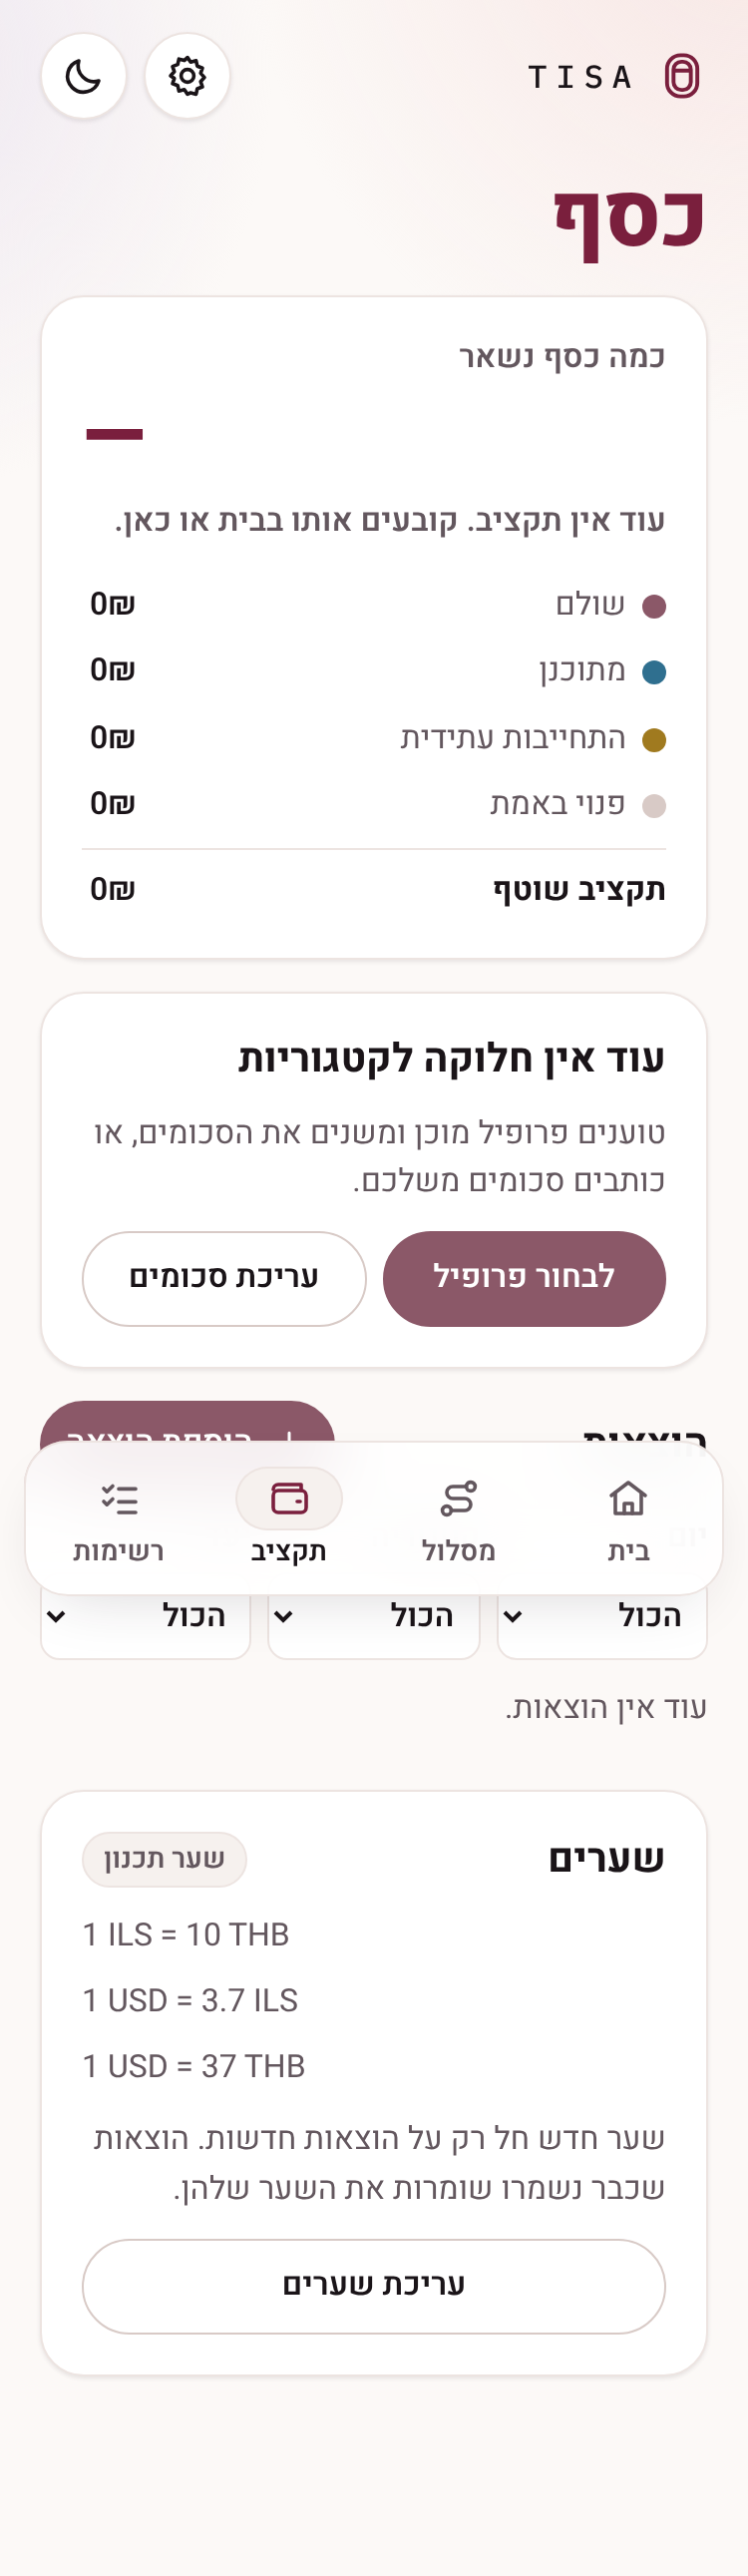 TISA
כסף
כמה כסף נשאר
—
עוד אין תקציב. קובעים אותו בבית או כאן.
שולם ₪0
מתוכנן ₪0
התחייבות עתידית ₪0
פנוי באמת ₪0
תקציב שוטף ₪0
עוד אין חלוקה לקטגוריות
טוענים פרופיל מוכן ומשנים את הסכומים, או
כותבים סכומים משלכם.
לבחור פרופיל עריכת סכומים
הוצאות + הוספת הוצאה
בית מסלול תקציב רשימות
הכול הכול הכול
עוד אין הוצאות.
שערים שער תכנון
1 ILS = 10 THB
1 USD = 3.7 ILS
1 USD = 37 THB
שער חדש חל רק על הוצאות חדשות. הוצאות
שכבר נשמרו שומרות את השער שלהן.
עריכת שערים